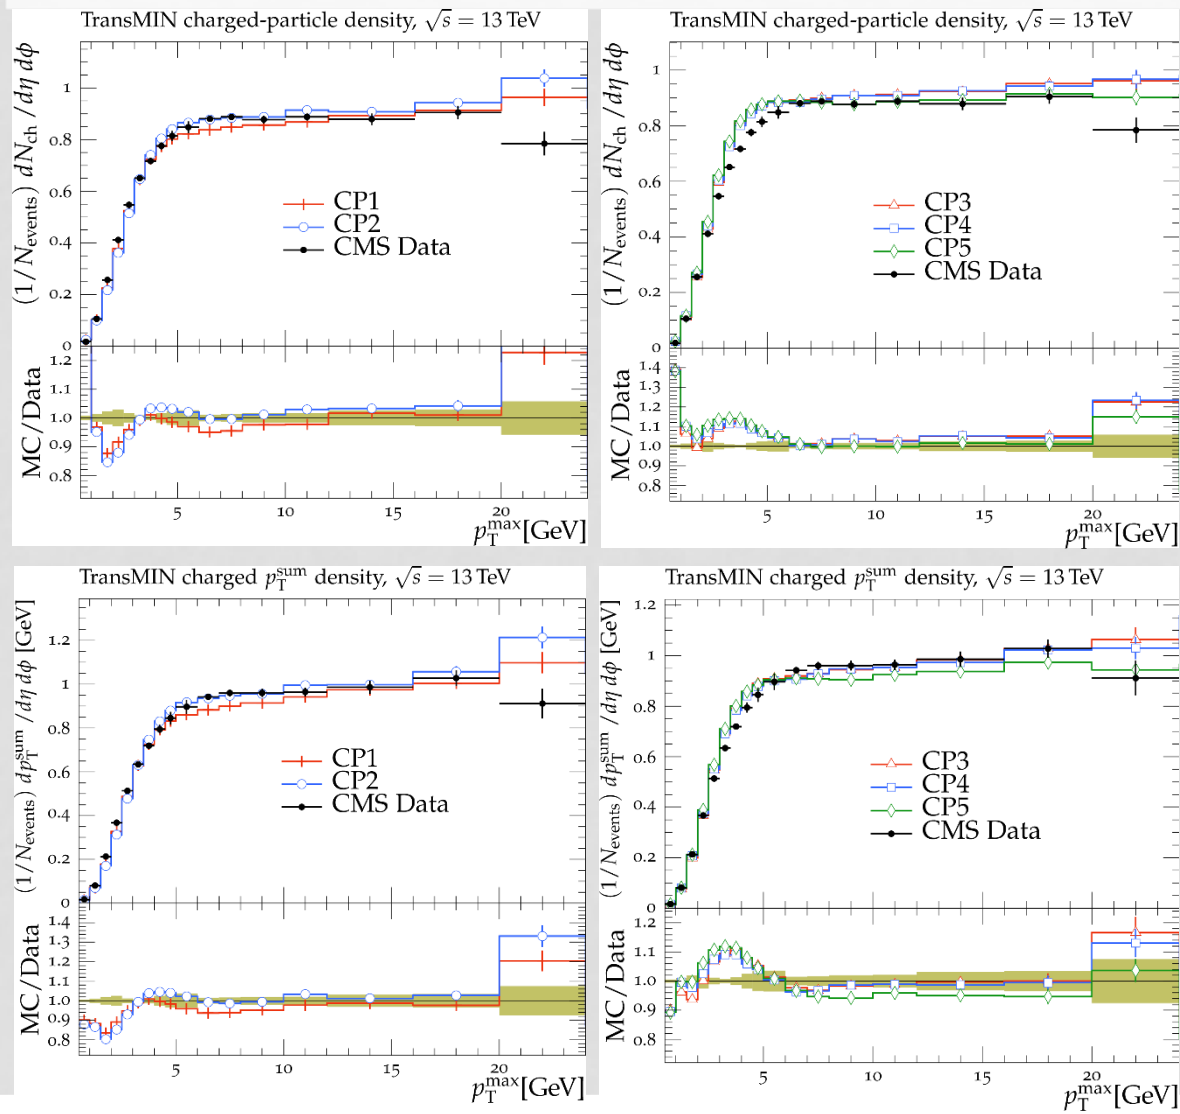 TransMIN charged-particle density, √s = 13 TeV
(1/N_events) dN_ch/dη dϕ
1
0.8
0.6
0.4
0.2
0
CP1
CP2
CMS Data
MC/Data
1.2
1.1
1.0
0.9
0.8
5
10
15
20
p_T^max [GeV]
TransMIN charged-particle density, √s = 13 TeV
(1/N_events) dN_ch/dη dϕ
1
0.8
0.6
0.4
0.2
0
CP3
CP4
CP5
CMS Data
MC/Data
1.4
1.3
1.2
1.1
1.0
0.9
0.8
5
10
15
20
p_T^max [GeV]
TransMIN charged p_T^sum density, √s = 13 TeV
(1/N_events) dp_T^sum/dη dϕ [GeV]
1.2
1
0.8
0.6
0.4
0.2
0
CP1
CP2
CMS Data
MC/Data
1.4
1.3
1.2
1.1
1.0
0.9
0.8
5
10
15
20
p_T^max [GeV]
TransMIN charged p_T^sum density, √s = 13 TeV
(1/N_events) dp_T^sum/dη dϕ [GeV]
1.2
1
0.8
0.6
0.4
0.2
0
CP3
CP4
CP5
CMS Data
MC/Data
1.2
1.1
1.0
0.9
0.8
5
10
15
20
p_T^max [GeV]